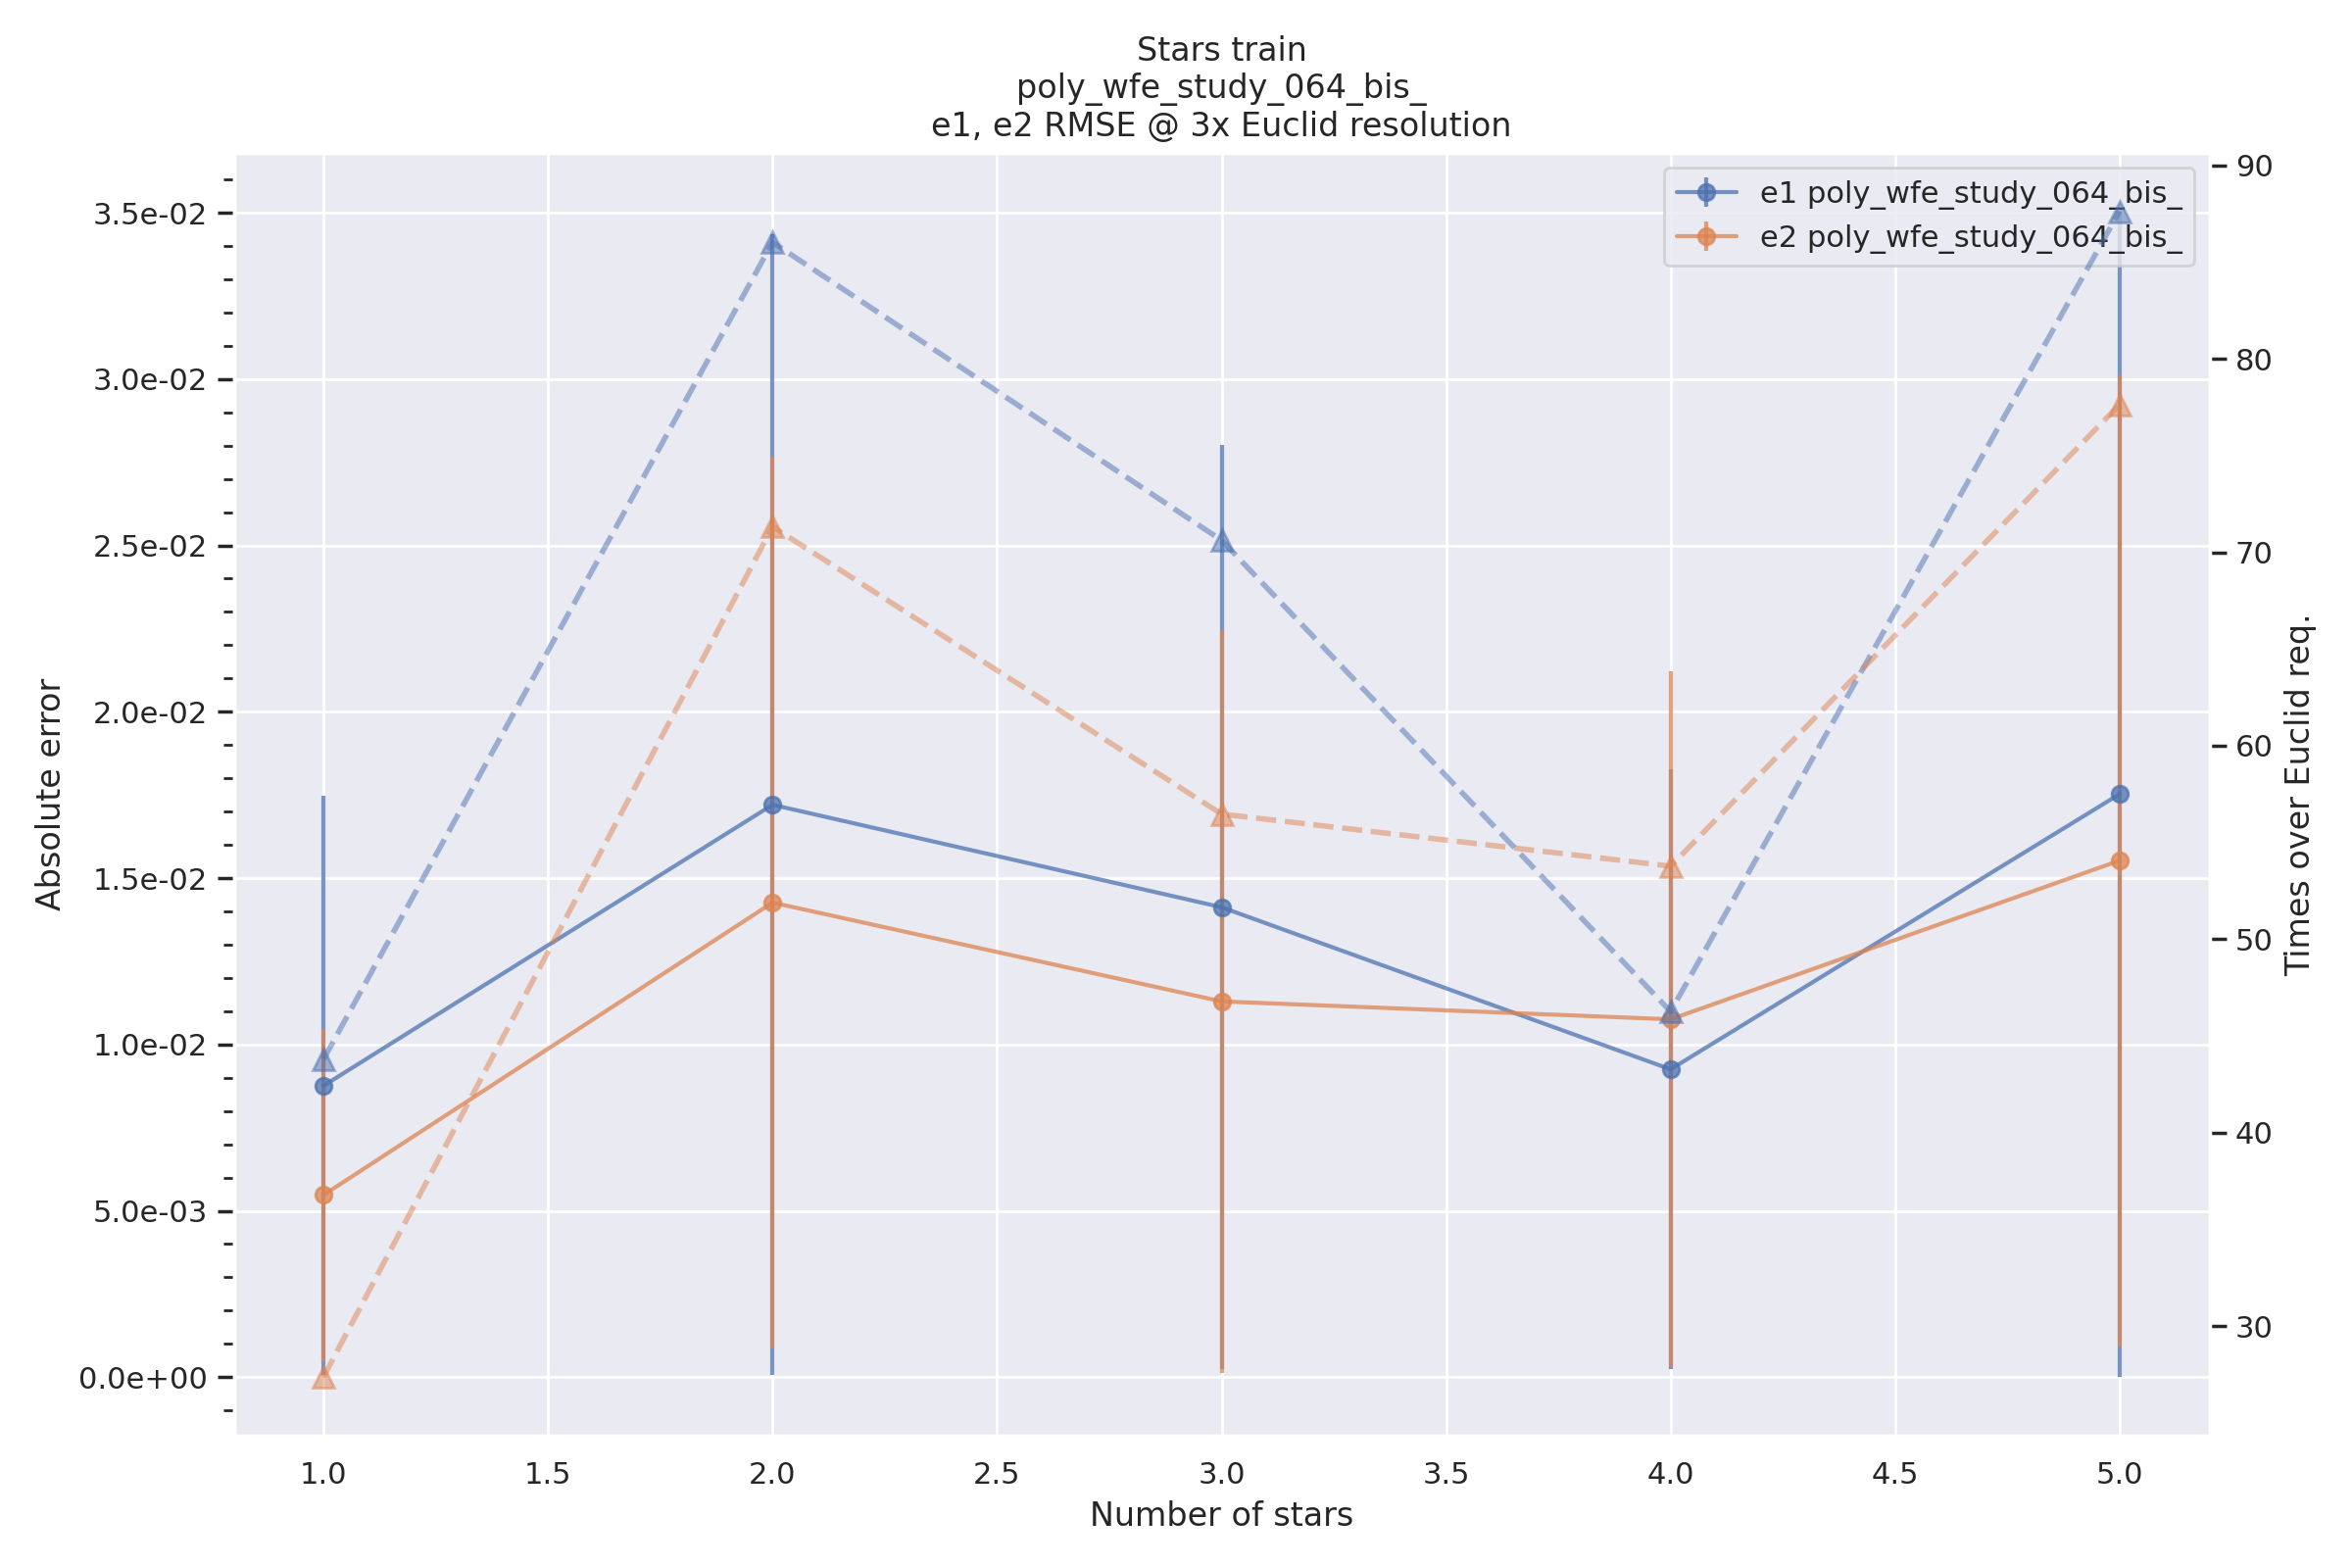 Stars train
poly_wfe_study_064_bis_
e1, e2 RMSE @ 3x Euclid resolution
e1 poly_wfe_study_064_bis_
e2 poly_wfe_study_064_bis_
3.5e-02
3.0e-02
2.5e-02
2.0e-02
1.5e-02
1.0e-02
5.0e-03
0.0e+00
Absolute error
90
80
70
60
50
40
30
Times over Euclid req.
1.0 1.5 2.0 2.5 3.0 3.5 4.0 4.5 5.0
Number of stars